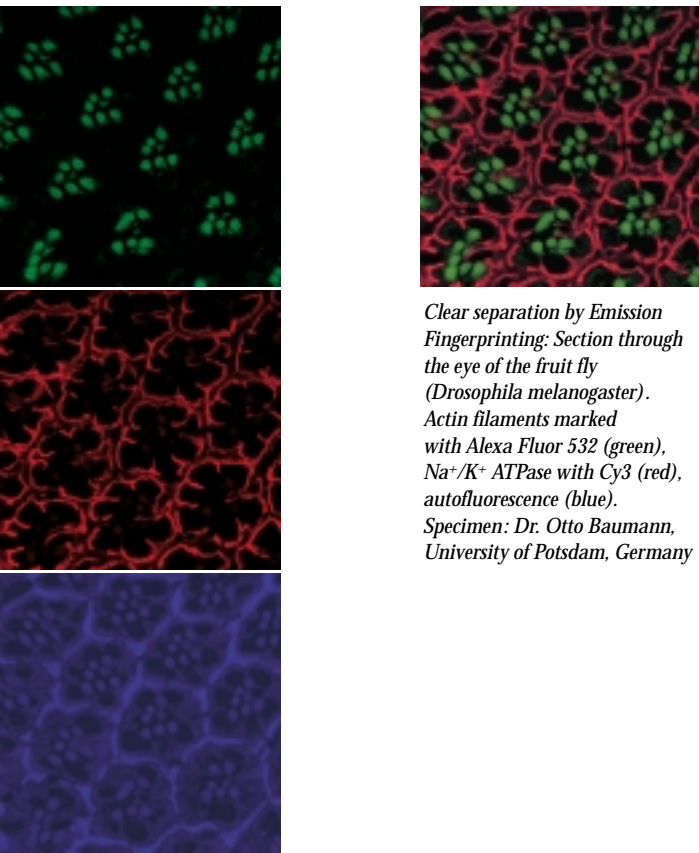 Clear separation by Emission
Fingerprinting: Section through
the eye of the fruit fly
(Drosophila melanogaster).
Actin filaments marked
with Alexa Fluor 532 (green),
Na⁺/K⁺ ATPase with Cy3 (red),
autofluorescence (blue).
Specimen: Dr. Otto Baumann,
University of Potsdam, Germany